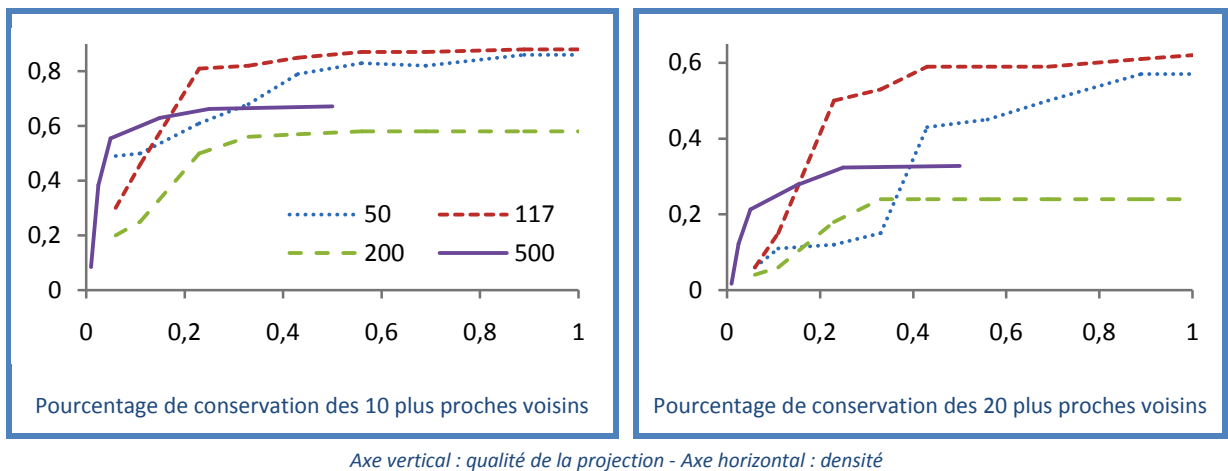 0,8
0,6
0,4
0,2
0
0 0,2 0,4 0,6 0,8 1
50 117
200 500
Pourcentage de conservation des 10 plus proches voisins
0,6
0,4
0,2
0
0 0,2 0,4 0,6 0,8 1
Pourcentage de conservation des 20 plus proches voisins
Axe vertical : qualité de la projection - Axe horizontal : densité